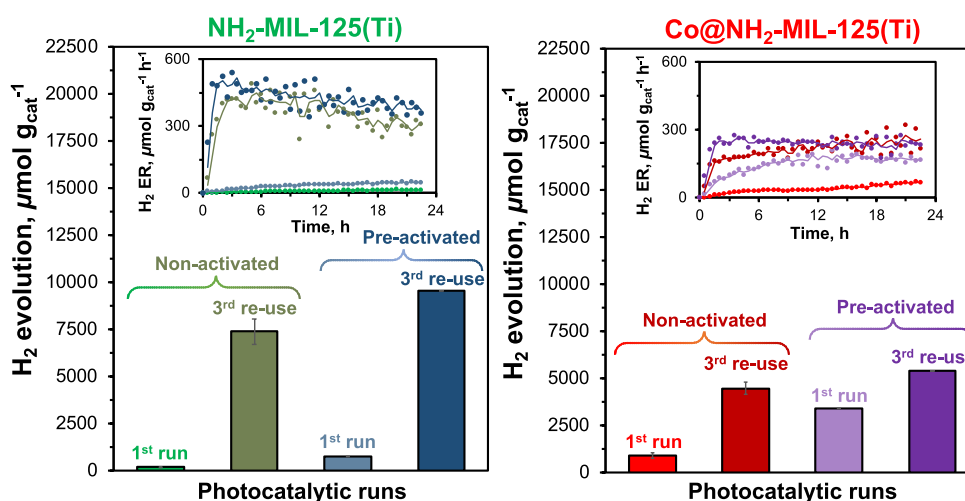 NH₂-MIL-125(Ti)
H₂ evolution, µmol g_cat⁻¹
22500
20000
17500
15000
12500
10000
7500
5000
2500
0
H₂ ER, µmol g_cat⁻¹ h⁻¹
600
300
0
0 6 12 18 24
Time, h
Non-activated
Pre-activated
1st run
3rd re-use
1st run
3rd re-use
Photocatalytic runs
Co@NH₂-MIL-125(Ti)
H₂ evolution, µmol g_cat⁻¹
22500
20000
17500
15000
12500
10000
7500
5000
2500
0
H₂ ER, µmol g_cat⁻¹ h⁻¹
600
300
0
0 6 12 18 24
Time, h
Non-activated
Pre-activated
1st run
3rd re-use
1st run
3rd re-us
Photocatalytic runs